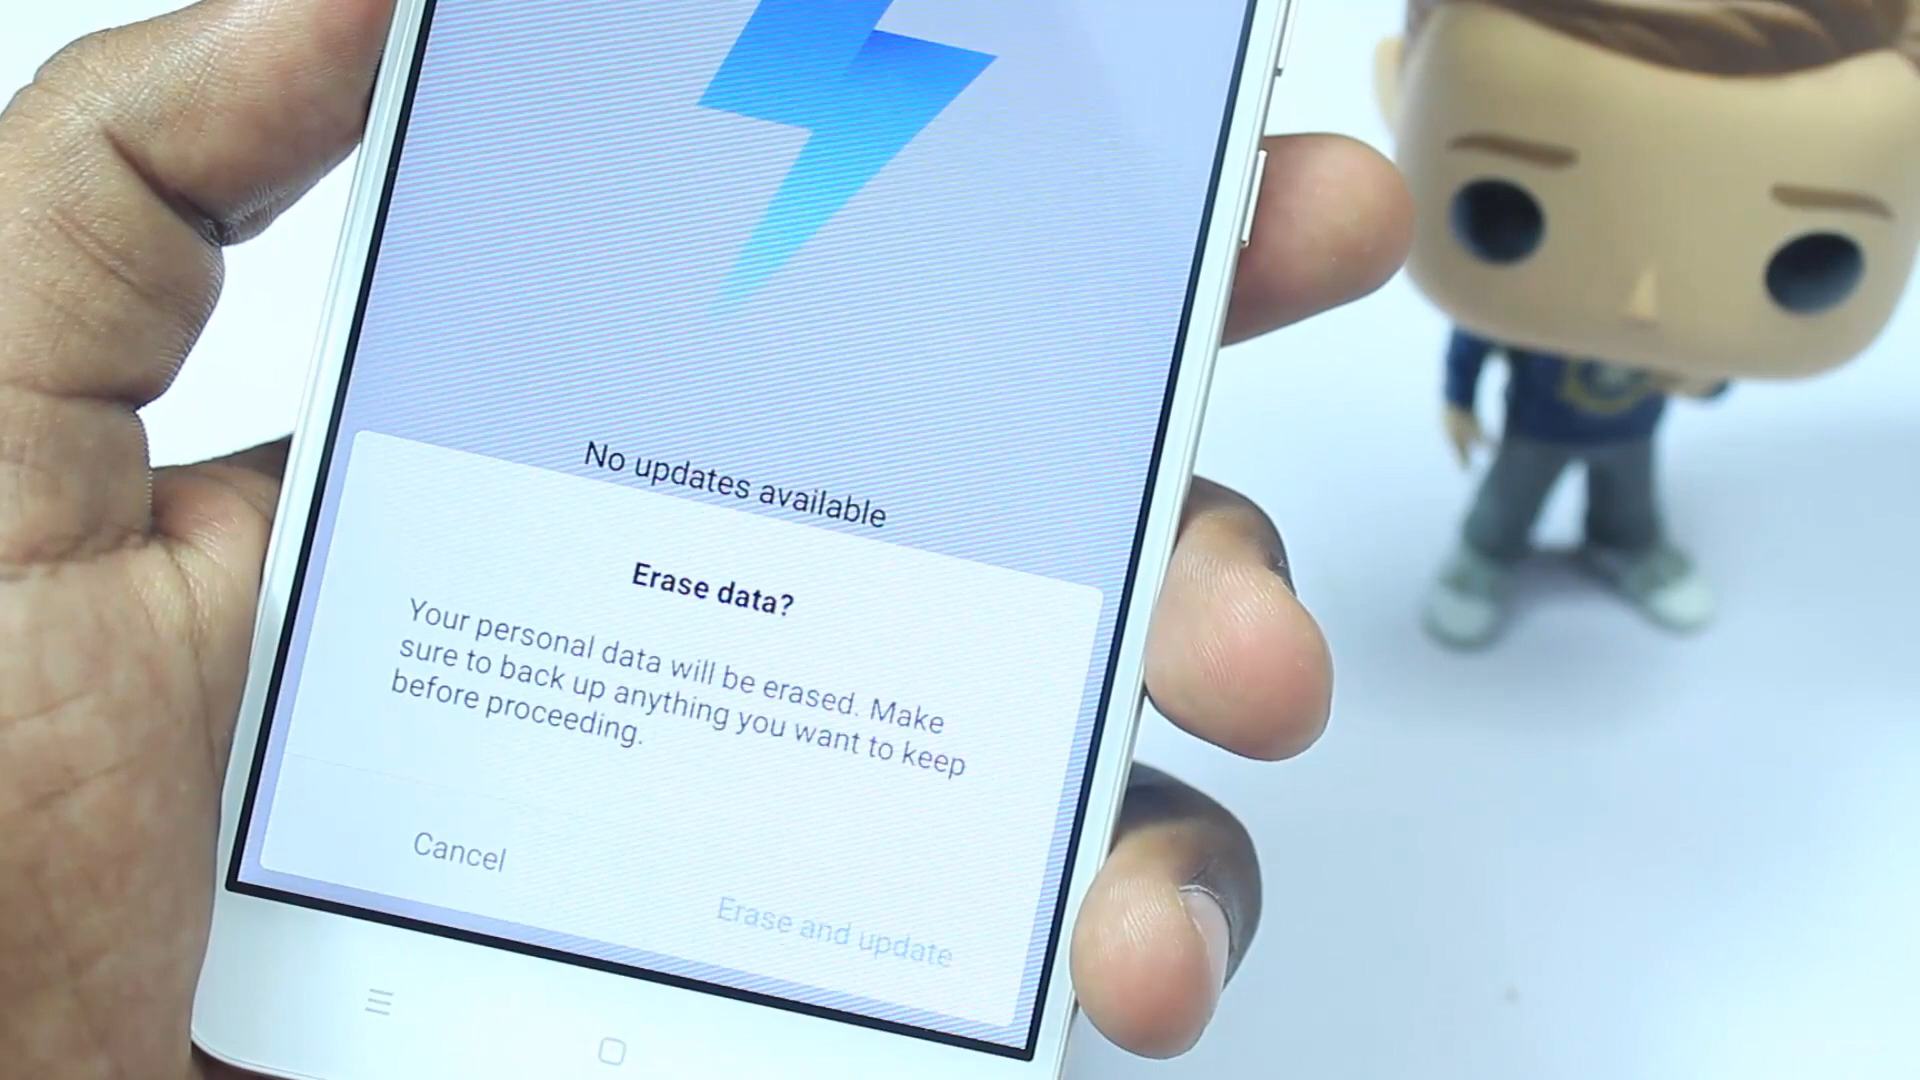 No updates available
Erase data?
Your personal data will be erased. Make
sure to back up anything you want to keep
before proceeding.
Cancel
Erase and update